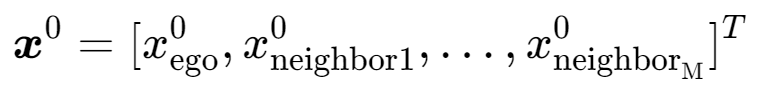 𝒙⁰ = [x⁰_ego, x⁰_neighbor1, . . . , x⁰_neighbor_M]ᵀ